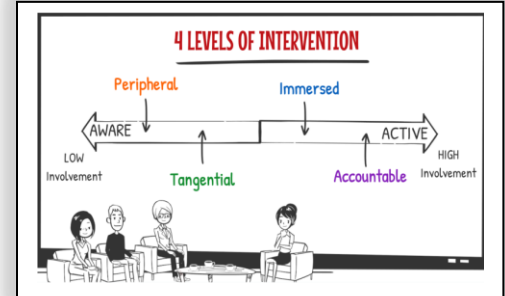 4 LEVELS OF INTERVENTION
Peripheral
Immersed
AWARE
ACTIVE
LOW
Involvement
HIGH
Involvement
Tangential
Accountable